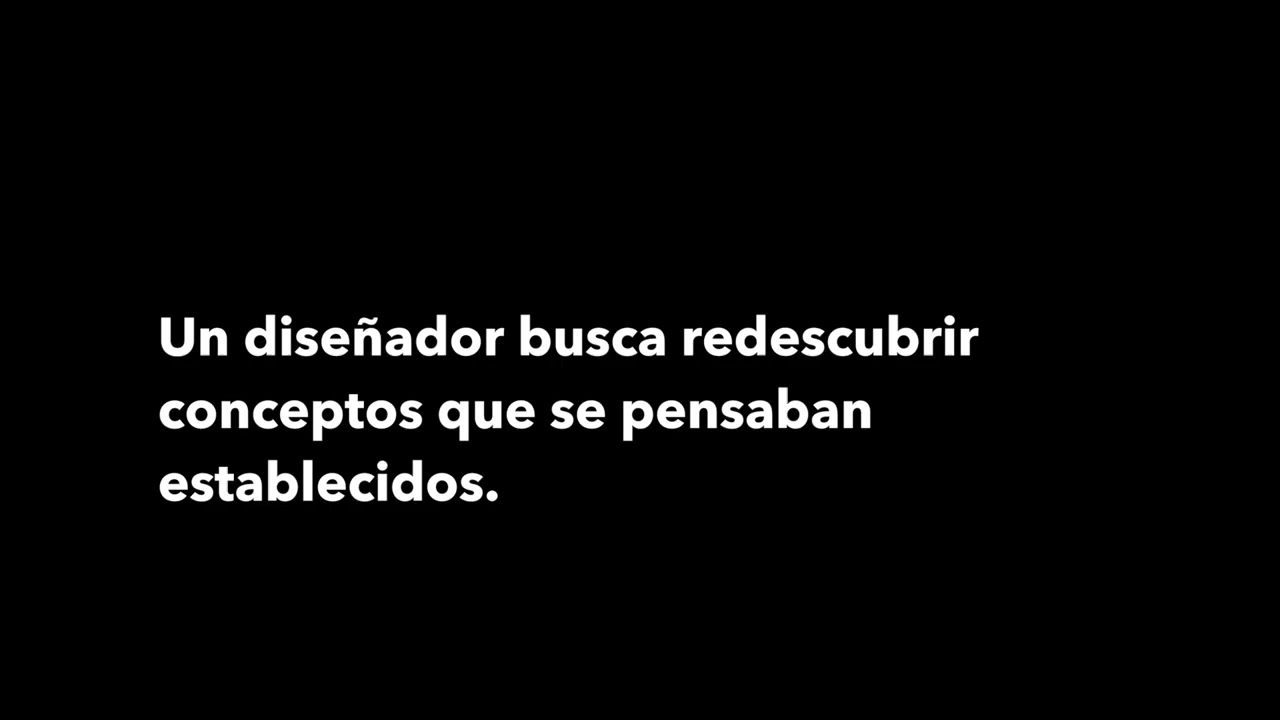 Un diseñador busca redescubrir
conceptos que se pensaban
establecidos.